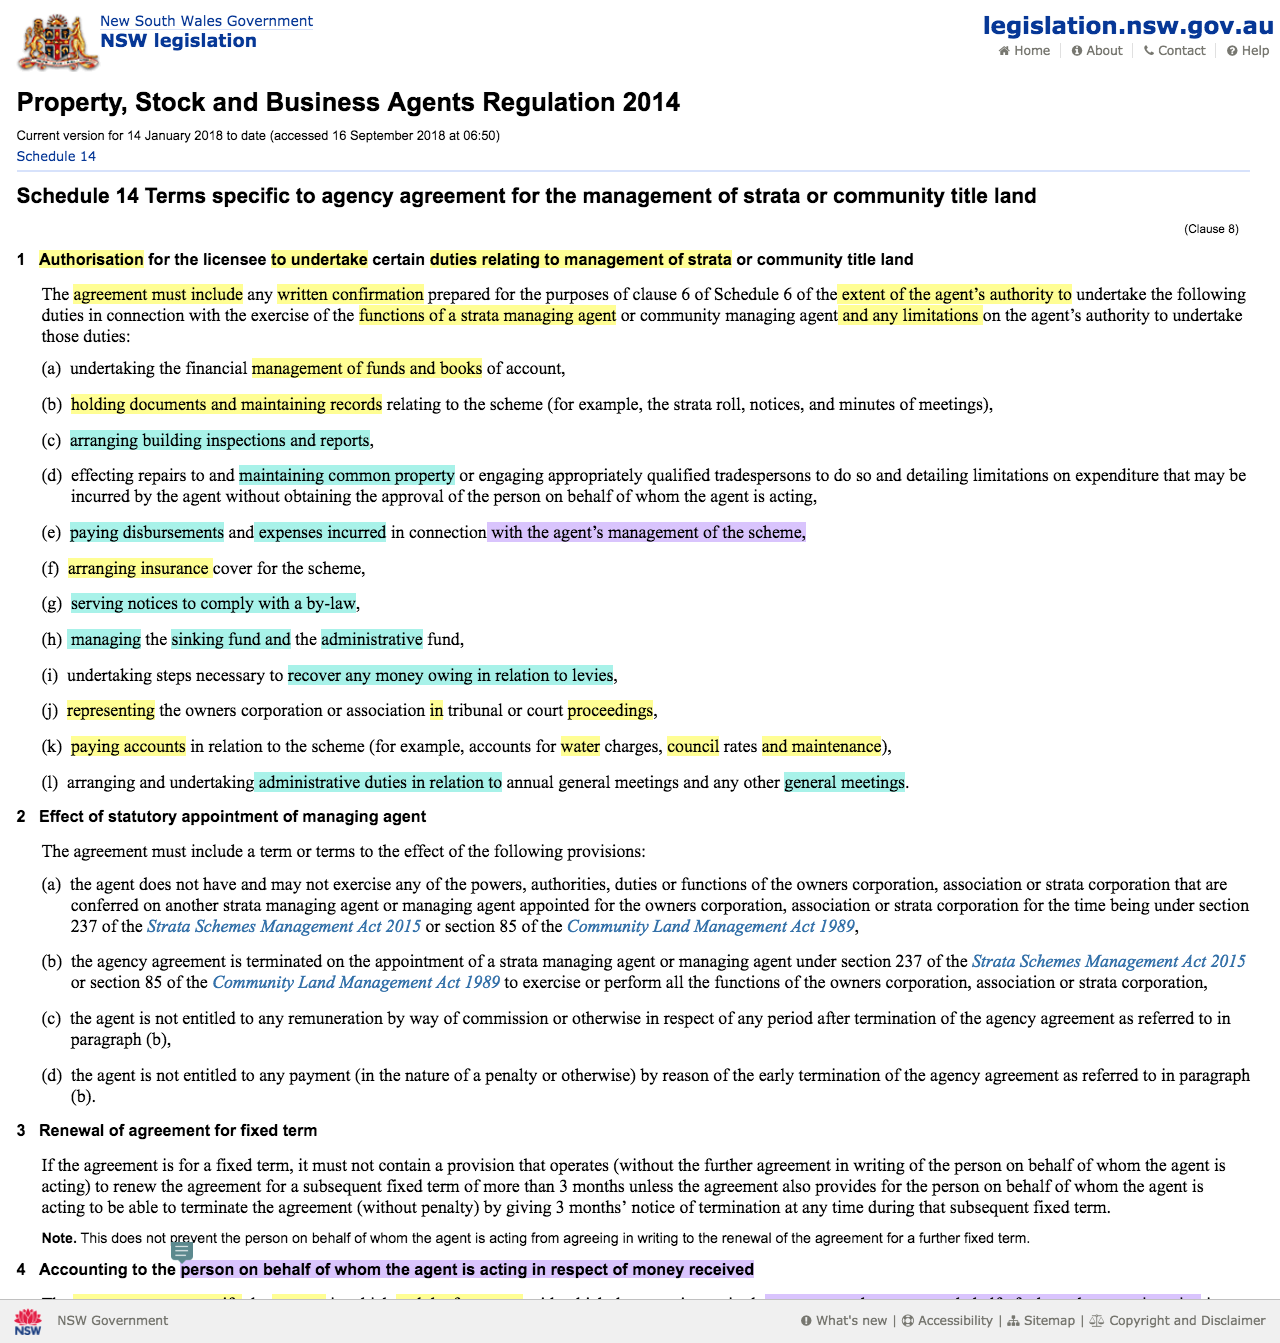 New South Wales Government
NSW legislation
legislation.nsw.gov.au
Home About Contact Help
Property, Stock and Business Agents Regulation 2014
Current version for 14 January 2018 to date (accessed 16 September 2018 at 06:50)
Schedule 14
Schedule 14 Terms specific to agency agreement for the management of strata or community title land
(Clause 8)
1 Authorisation for the licensee to undertake certain duties relating to management of strata or community title land
The agreement must include any written confirmation prepared for the purposes of clause 6 of Schedule 6 of the extent of the agent’s authority to undertake the following
duties in connection with the exercise of the functions of a strata managing agent or community managing agent and any limitations on the agent’s authority to undertake
those duties:
(a) undertaking the financial management of funds and books of account,
(b) holding documents and maintaining records relating to the scheme (for example, the strata roll, notices, and minutes of meetings),
(c) arranging building inspections and reports,
(d) effecting repairs to and maintaining common property or engaging appropriately qualified tradespersons to do so and detailing limitations on expenditure that may be
incurred by the agent without obtaining the approval of the person on behalf of whom the agent is acting,
(e) paying disbursements and expenses incurred in connection with the agent’s management of the scheme,
(f) arranging insurance cover for the scheme,
(g) serving notices to comply with a by-law,
(h) managing the sinking fund and the administrative fund,
(i) undertaking steps necessary to recover any money owing in relation to levies,
(j) representing the owners corporation or association in tribunal or court proceedings,
(k) paying accounts in relation to the scheme (for example, accounts for water charges, council rates and maintenance),
(l) arranging and undertaking administrative duties in relation to annual general meetings and any other general meetings.
2 Effect of statutory appointment of managing agent
The agreement must include a term or terms to the effect of the following provisions:
(a) the agent does not have and may not exercise any of the powers, authorities, duties or functions of the owners corporation, association or strata corporation that are
conferred on another strata managing agent or managing agent appointed for the owners corporation, association or strata corporation for the time being under section
237 of the Strata Schemes Management Act 2015 or section 85 of the Community Land Management Act 1989,
(b) the agency agreement is terminated on the appointment of a strata managing agent or managing agent under section 237 of the Strata Schemes Management Act 2015
or section 85 of the Community Land Management Act 1989 to exercise or perform all the functions of the owners corporation, association or strata corporation,
(c) the agent is not entitled to any remuneration by way of commission or otherwise in respect of any period after termination of the agency agreement as referred to in
paragraph (b),
(d) the agent is not entitled to any payment (in the nature of a penalty or otherwise) by reason of the early termination of the agency agreement as referred to in paragraph
(b).
3 Renewal of agreement for fixed term
If the agreement is for a fixed term, it must not contain a provision that operates (without the further agreement in writing of the person on behalf of whom the agent is
acting) to renew the agreement for a subsequent fixed term of more than 3 months unless the agreement also provides for the person on behalf of whom the agent is
acting to be able to terminate the agreement (without penalty) by giving 3 months’ notice of termination at any time during that subsequent fixed term.
Note. This does not prevent the person on behalf of whom the agent is acting from agreeing in writing to the renewal of the agreement for a further fixed term.
4 Accounting to the person on behalf of whom the agent is acting in respect of money received
NSW
NSW Government
What's new | Accessibility | Sitemap | Copyright and Disclaimer